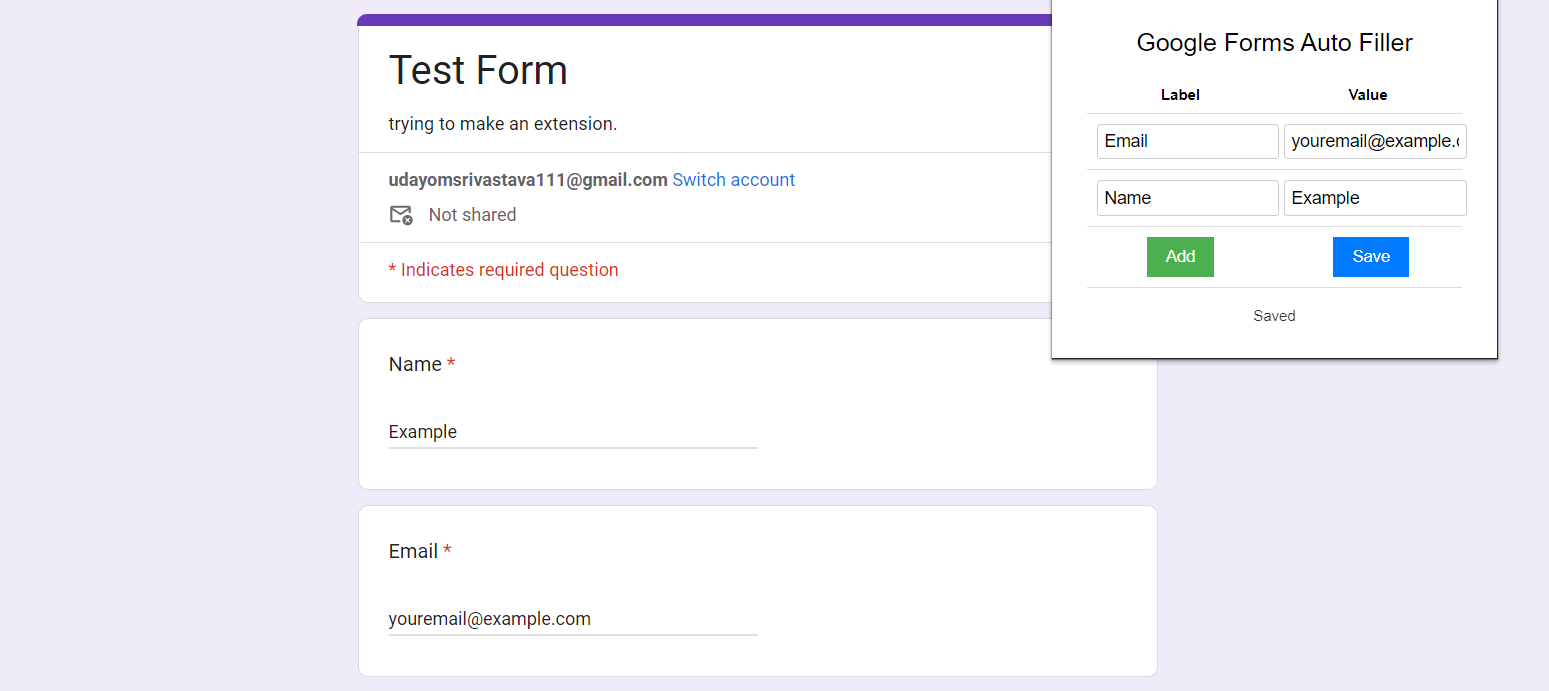 Test Form
trying to make an extension.
udayomsrivastava111@gmail.com Switch account
Not shared
* Indicates required question
Name *
Example
Email *
youremail@example.com
Google Forms Auto Filler
Label Value
Email youremail@example.c
Name Example
Add Save
Saved